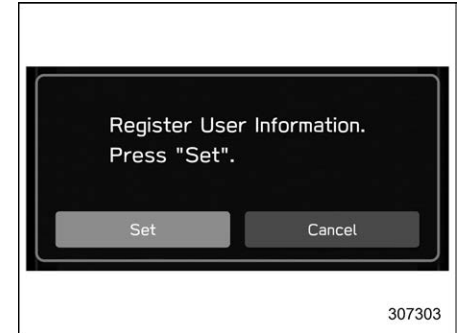 Register User Information.
Press "Set".
Set
Cancel
307303